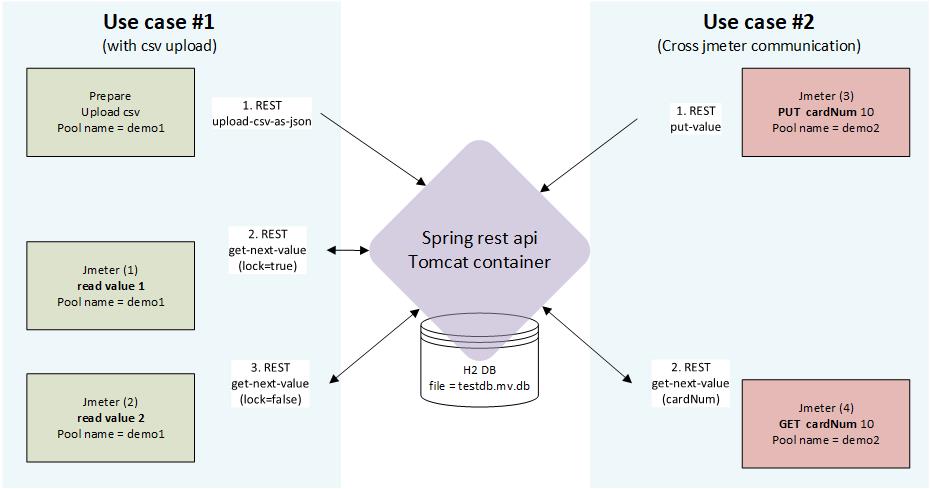 Use case #1
(with csv upload)
Prepare
Upload csv
Pool name = demo1
1. REST
upload-csv-as-json
2. REST
get-next-value
(lock=true)
Jmeter (1)
read value 1
Pool name = demo1
3. REST
get-next-value
(lock=false)
Jmeter (2)
read value 2
Pool name = demo1
Spring rest api
Tomcat container
H2 DB
file = testdb.mv.db
Use case #2
(Cross jmeter communication)
1. REST
put-value
Jmeter (3)
PUT cardNum 10
Pool name = demo2
2. REST
get-next-value
(cardNum)
Jmeter (4)
GET cardNum 10
Pool name = demo2